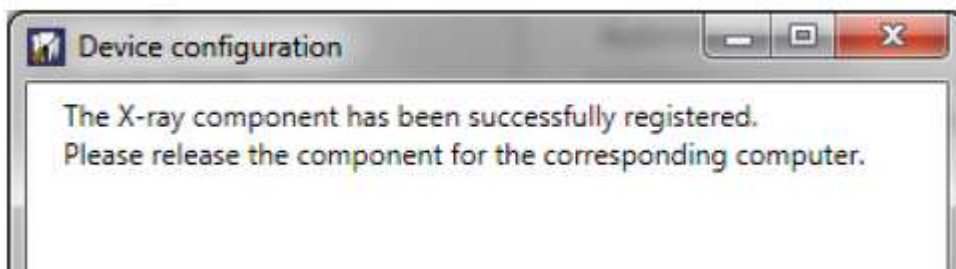 Device configuration
The X-ray component has been successfully registered.
Please release the component for the corresponding computer.